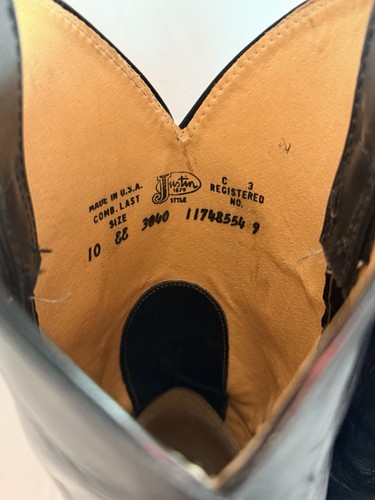 MADE IN U.S.A.
COMB. LAST
SIZE
10 EE
Justin
1879
STYLE
3040
C 3
REGISTERED
NO.
11748554 9